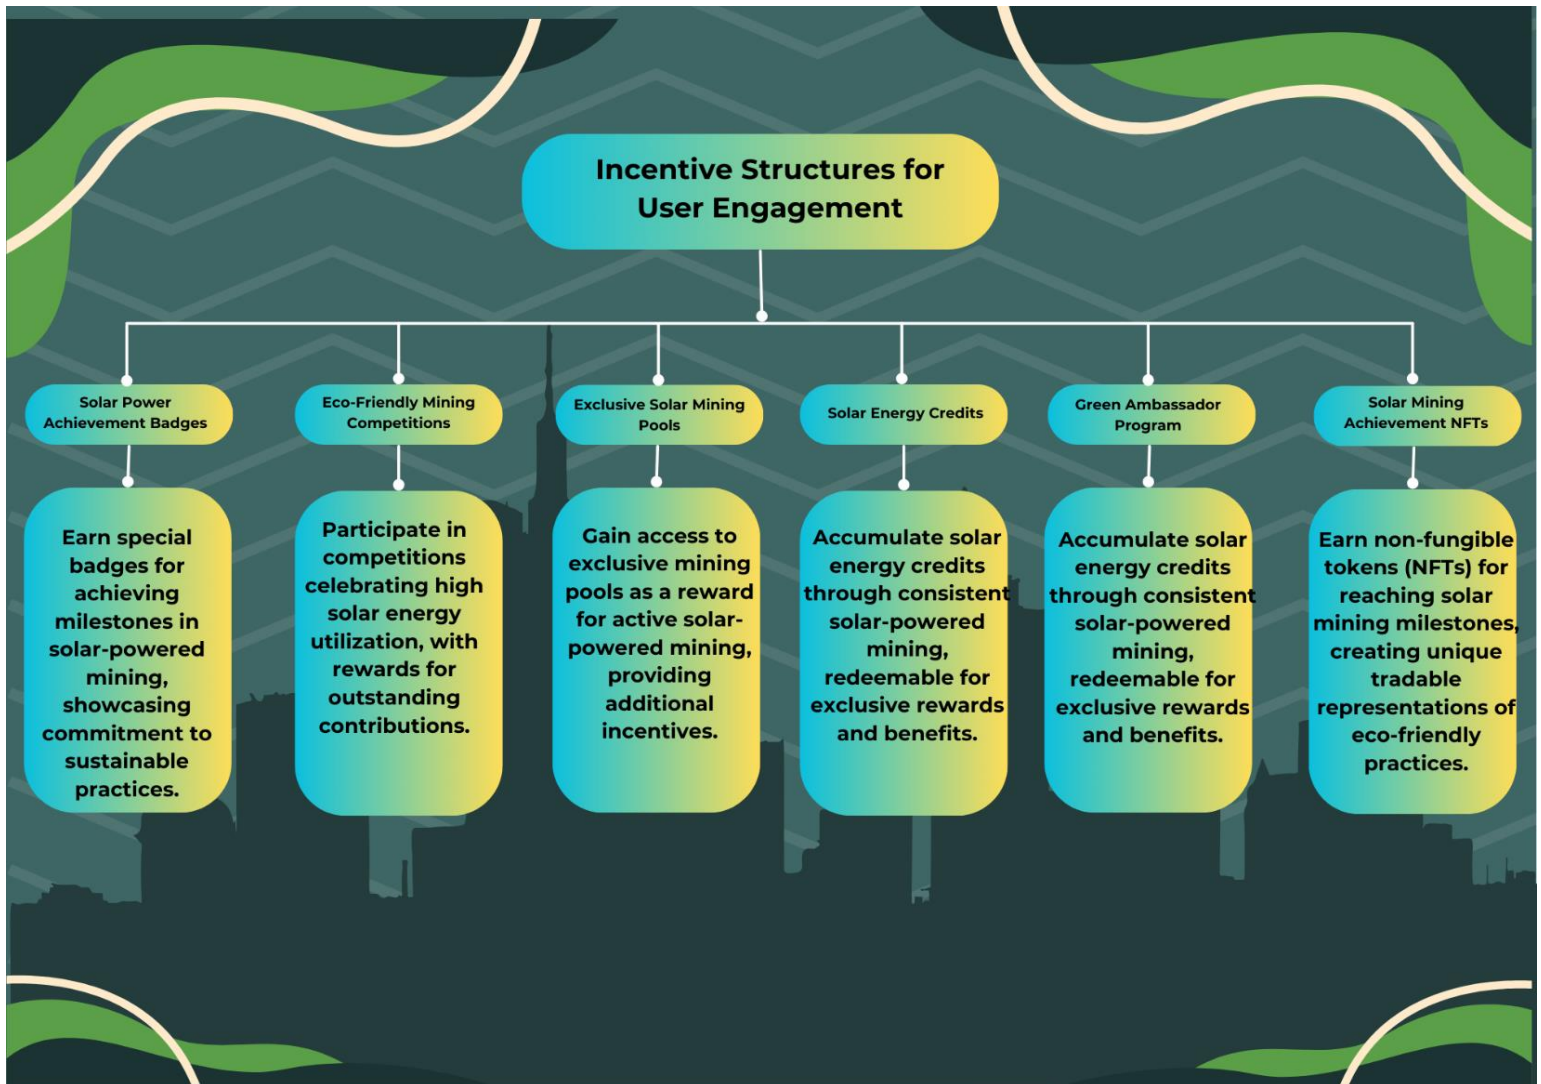 Incentive Structures for
User Engagement
Solar Power
Achievement Badges
Eco-Friendly Mining
Competitions
Exclusive Solar Mining
Pools
Solar Energy Credits
Green Ambassador
Program
Solar Mining
Achievement NFTs
Earn special
badges for
achieving
milestones in
solar-powered
mining,
showcasing
commitment to
sustainable
practices.
Participate in
competitions
celebrating high
solar energy
utilization, with
rewards for
outstanding
contributions.
Gain access to
exclusive mining
pools as a reward
for active solar-
powered mining,
providing
additional
incentives.
Accumulate solar
energy credits
through consistent
solar-powered
mining,
redeemable for
exclusive rewards
and benefits.
Accumulate solar
energy credits
through consistent
solar-powered
mining,
redeemable for
exclusive rewards
and benefits.
Earn non-fungible
tokens (NFTs) for
reaching solar
mining milestones,
creating unique
tradable
representations of
eco-friendly
practices.